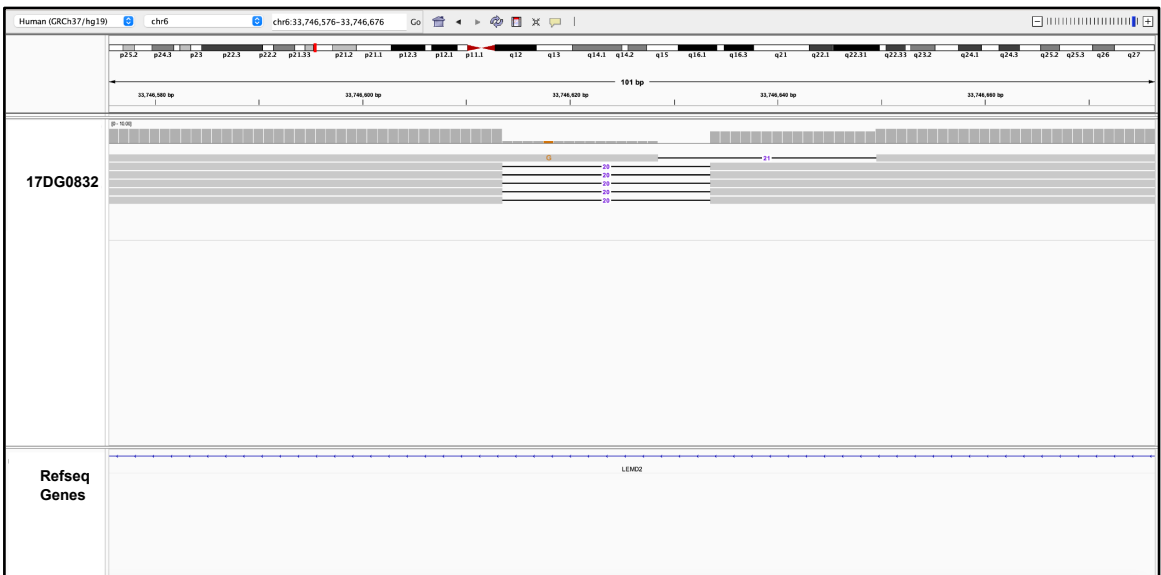 Human (GRCh37/hg19) chr6 chr6:33,746,576-33,746,676 Go
p25.2 p24.3 p23 p22.3 p22.2 p21.33 p21.2 p21.1 p12.3 p12.1 p11.1 q12 q13 q14.1 q14.2 q15 q16.1 q16.3 q21 q22.1 q22.31 q22.33 q23.2 q24.1 q24.3 q25.2 q25.3 q26 q27
101 bp
33,746,580 bp 33,746,600 bp 33,746,620 bp 33,746,640 bp 33,746,660 bp
[0 - 10.00]
G 21
20
20
17DG0832 20
20
20
LEMD2
Refseq
Genes